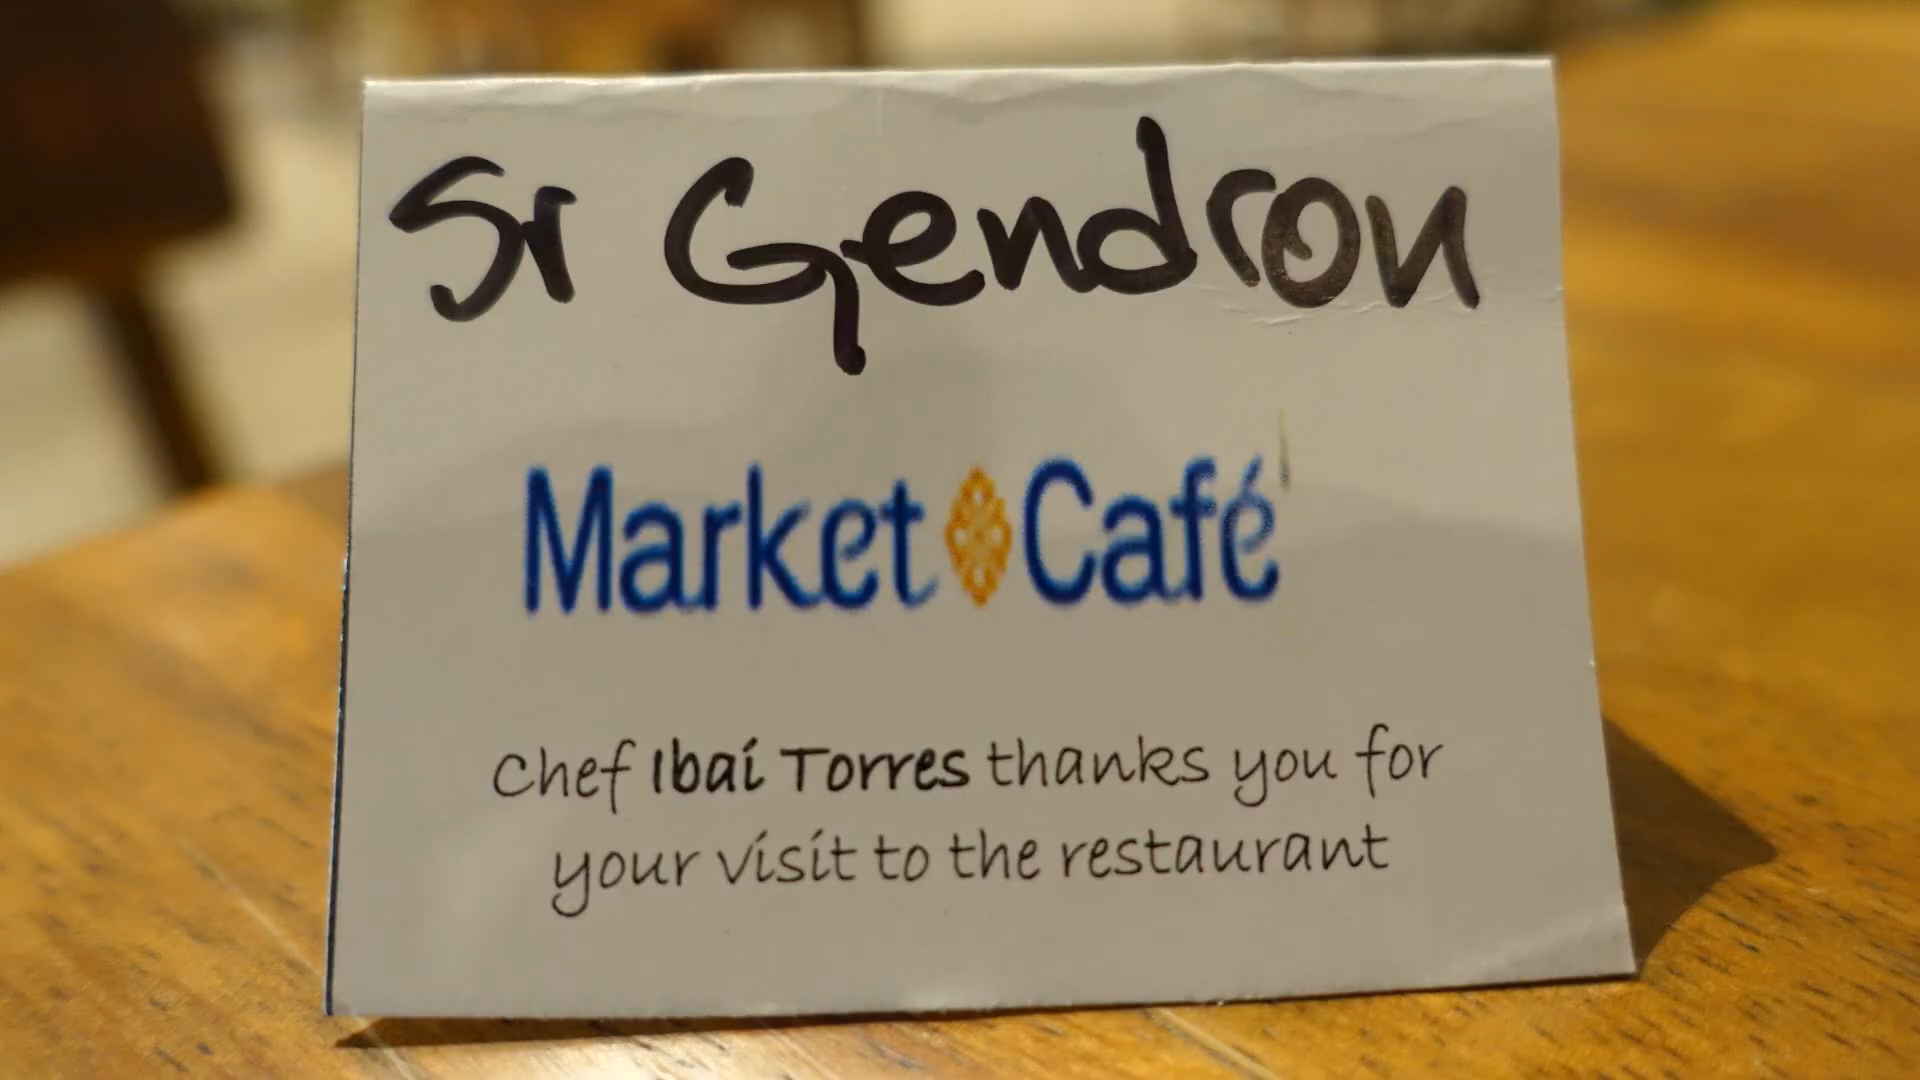 Sr Gendron
Market Café
Chef Ibai Torres thanks you for
your visit to the restaurant